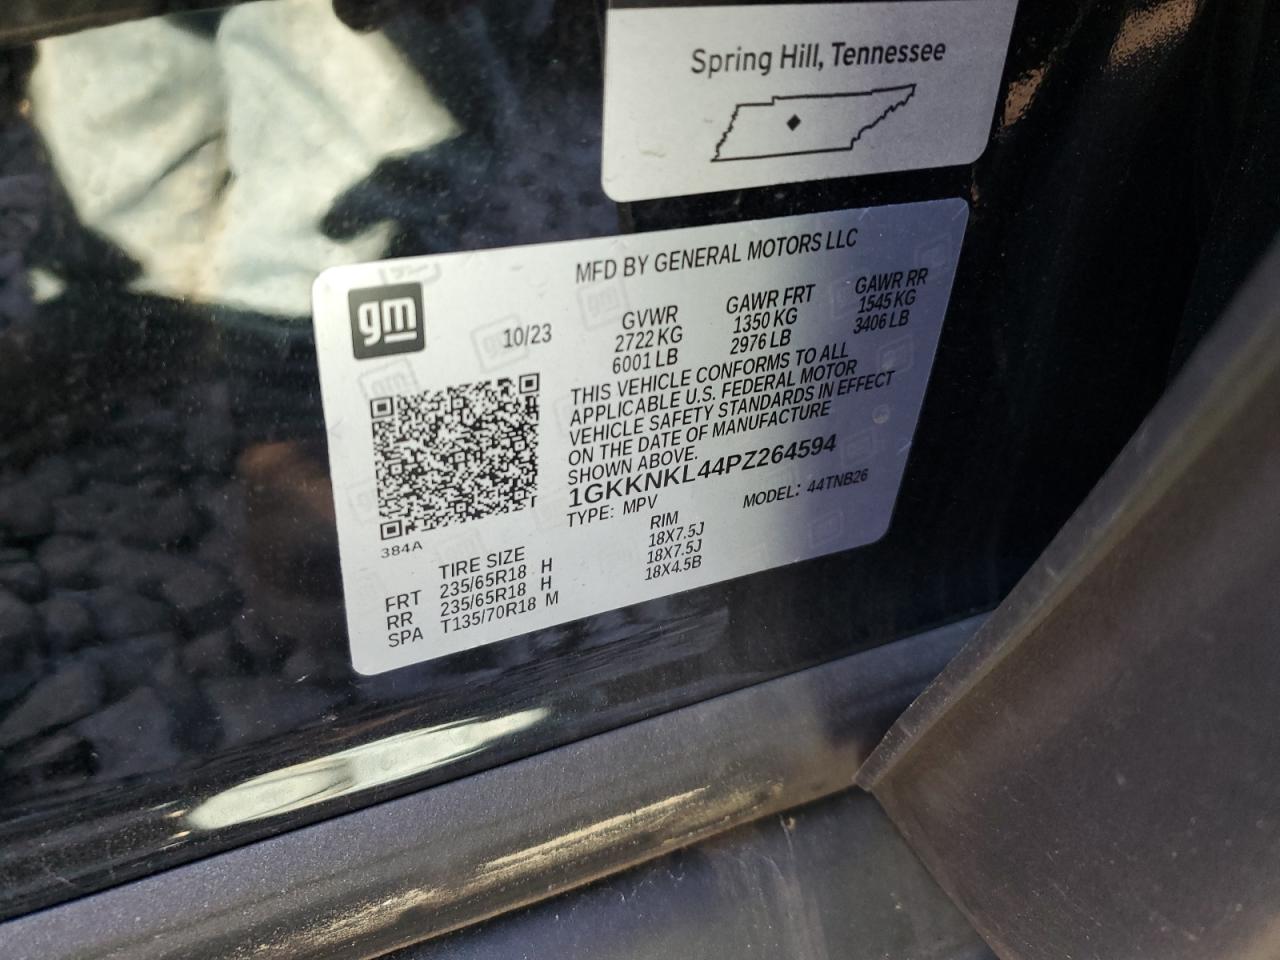 Spring Hill, Tennessee
MFD BY GENERAL MOTORS LLC
gm
10/23
GVWR
2722 KG
6001 LB
GAWR FRT
1350 KG
2976 LB
GAWR RR
1545 KG
3406 LB
THIS VEHICLE CONFORMS TO ALL
APPLICABLE U.S. FEDERAL MOTOR
VEHICLE SAFETY STANDARDS IN EFFECT
ON THE DATE OF MANUFACTURE
SHOWN ABOVE.
1GKKNKL44PZ264594
TYPE: MPV
MODEL: 44TNB26
384A
TIRE SIZE
RIM
FRT 235/65R18 H 18X7.5J
RR 235/65R18 H 18X7.5J
SPA T135/70R18 M 18X4.5B